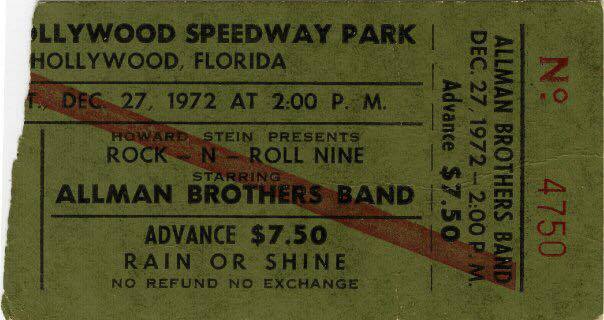 OLLYWOOD SPEEDWAY PARK
HOLLYWOOD, FLORIDA
T., DEC. 27, 1972 AT 2:00 P. M.
HOWARD STEIN PRESENTS
ROCK - N - ROLL NINE
STARRING
ALLMAN BROTHERS BAND
ADVANCE $7.50
RAIN OR SHINE
NO REFUND NO EXCHANGE
ALLMAN BROTHERS BAND
DEC. 27, 1972 - 2:00 P.M.
Advance $7.50
No 4750